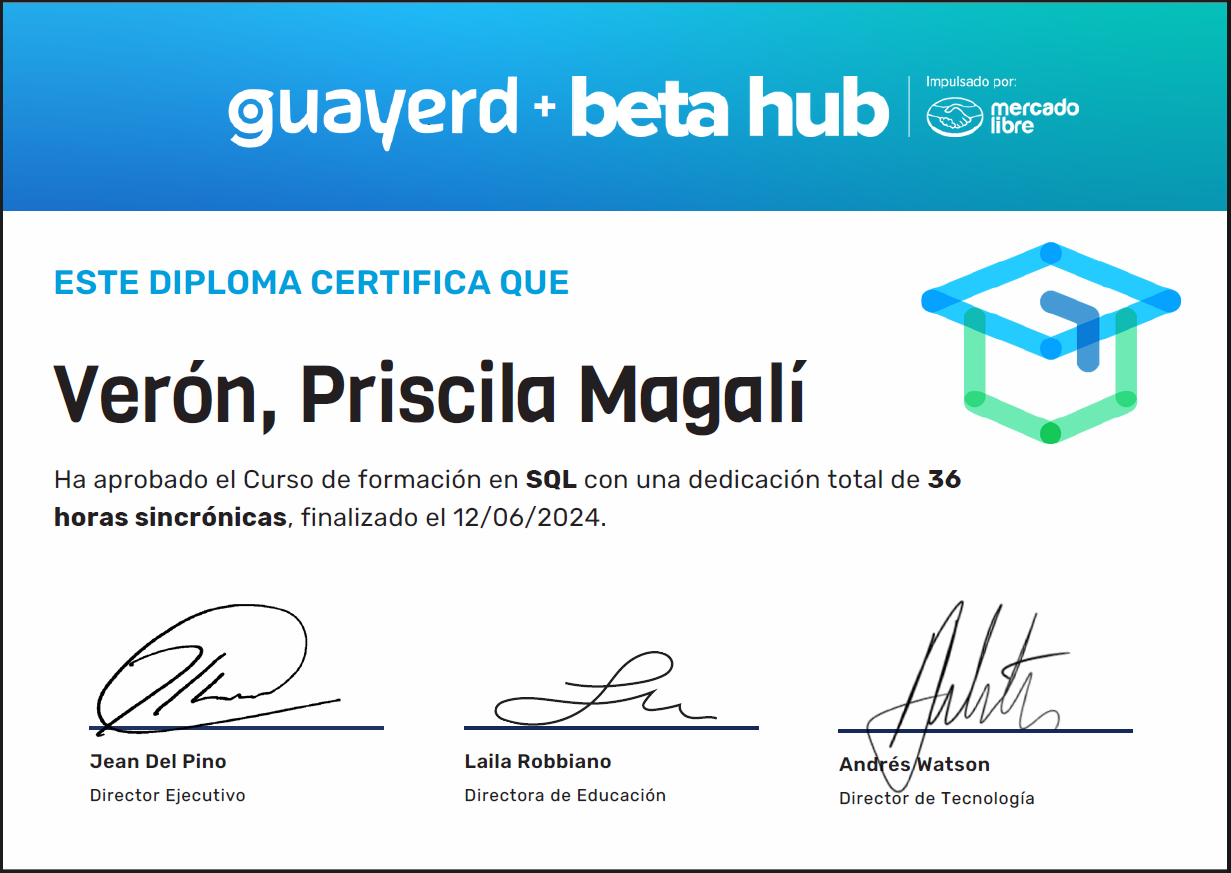 guayerd + beta hub
Impulsado por:
mercado
libre
ESTE DIPLOMA CERTIFICA QUE
Verón, Priscila Magalí
Ha aprobado el Curso de formación en SQL con una dedicación total de 36
horas sincrónicas, finalizado el 12/06/2024.
Jean Del Pino
Director Ejecutivo
Laila Robbiano
Directora de Educación
Andrés Watson
Director de Tecnología